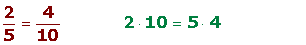 2/5 = 4/10    2 · 10 = 5 · 4